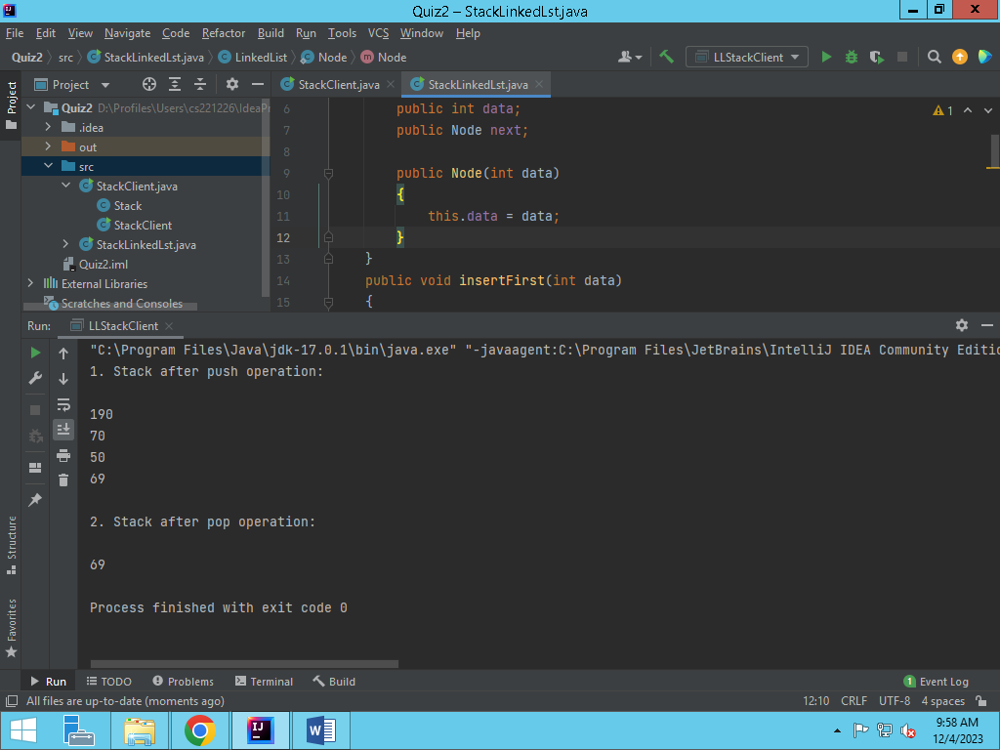 Quiz2 – StackLinkedLst.java
File Edit View Navigate Code Refactor Build Run Tools VCS Window Help
Quiz2 src StackLinkedLst.java LinkedList Node Node LLStackClient
Project StackClient.java StackLinkedLst.java
Project
Quiz2 D:\Profiles\Users\cs221226\IdeaPr
.idea
out
src
StackClient.java
Stack
StackClient
StackLinkedLst.java
Quiz2.iml
External Libraries
Scratches and Consoles
1
6 public int data;
7 public Node next;
8
9 public Node(int data)
10 {
11 this.data = data;
12 }
13 }
14 public void insertFirst(int data)
15 {
Run: LLStackClient
"C:\Program Files\Java\jdk-17.0.1\bin\java.exe" "-javaagent:C:\Program Files\JetBrains\IntelliJ IDEA Community Editio
1. Stack after push operation:
190
70
50
69
2. Stack after pop operation:
69
Process finished with exit code 0
Structure
Favorites
Run TODO Problems Terminal Build 1 Event Log
All files are up-to-date (moments ago) 12:10 CRLF UTF-8 4 spaces
9:58 AM
12/4/2023